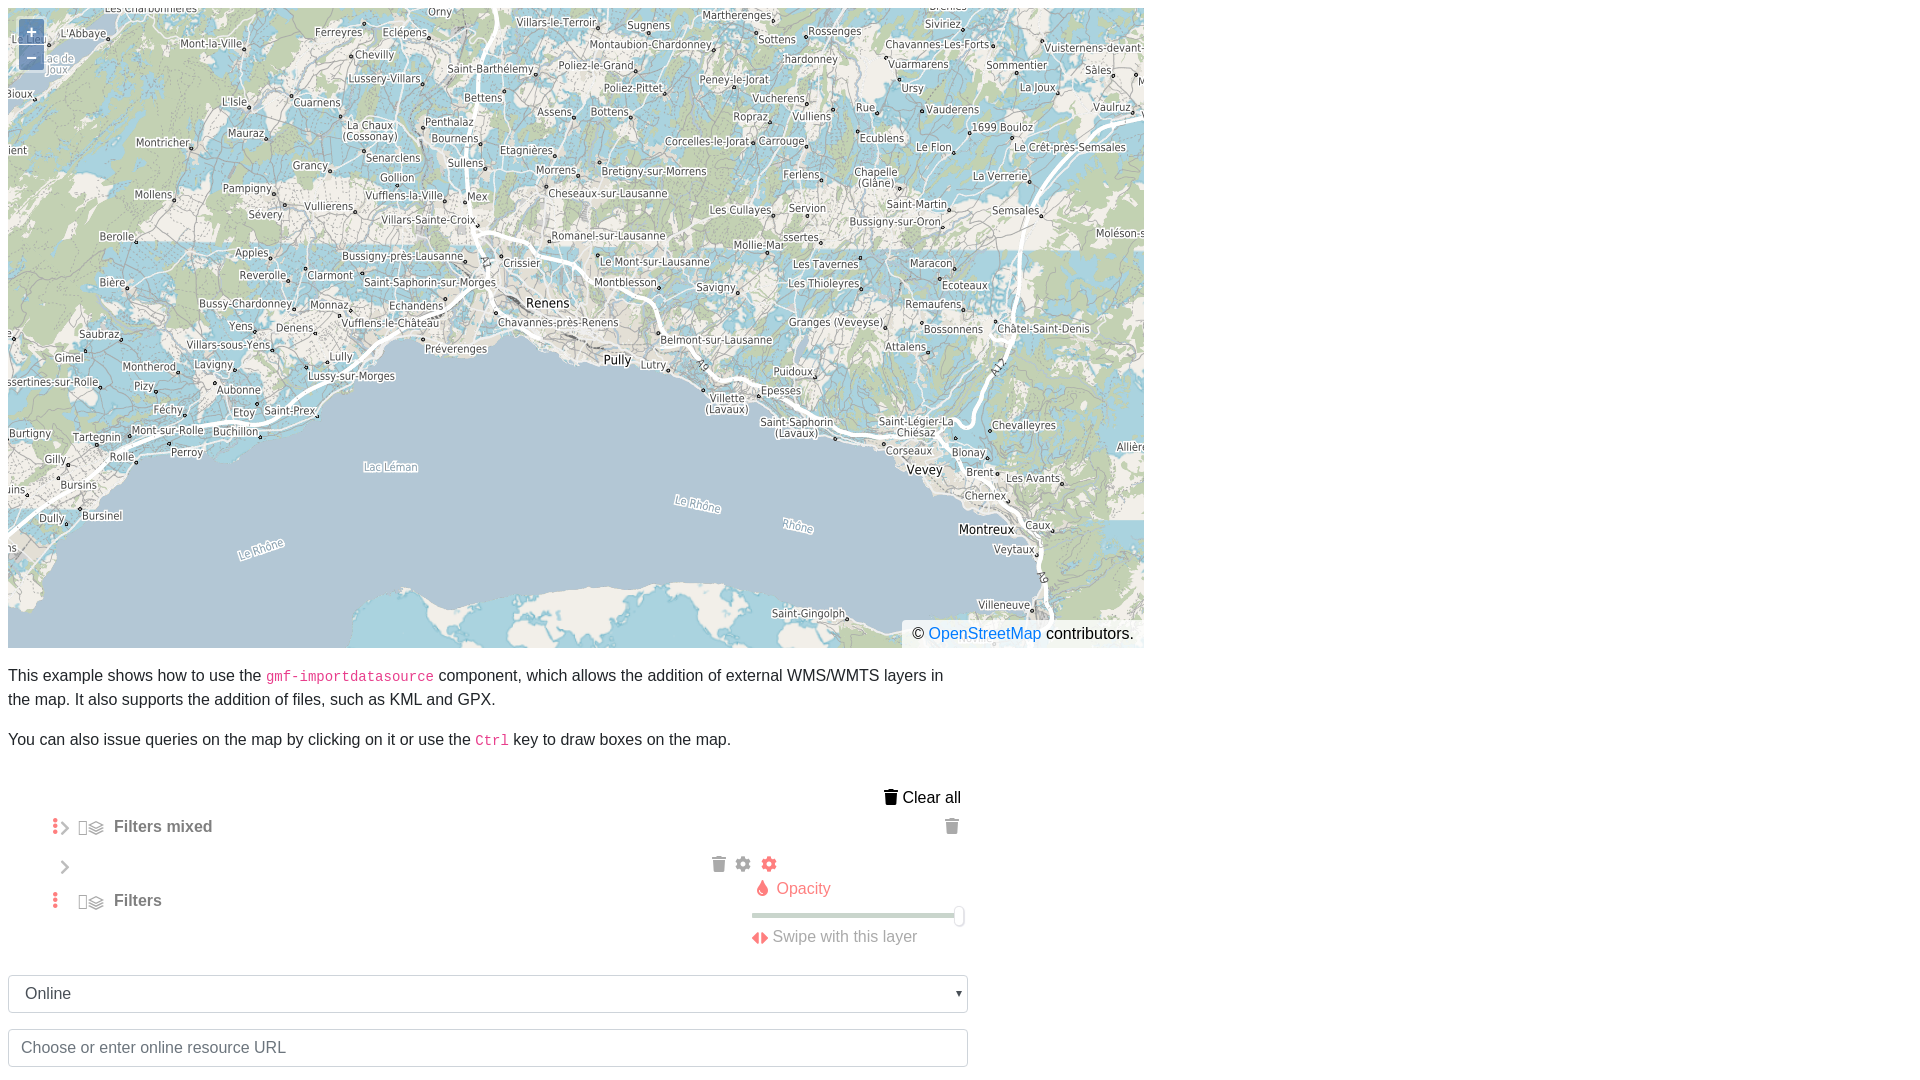 Les Charbonnières
Orny
Villars-le-Terroir
Martherenges
Brenles
Ferreyres
Eclépens
Sugnens
Siviriez
L'Abbaye
Rossenges
Sottens
Mont-la-Ville
Montaubion-Chardonney
Chavannes-Les-Forts
Vuisternens-devant-
Lac de
Joux
Chevilly
Saint-Barthélemy
Poliez-le-Grand
chardonney
Vuarmarens
Sommentier
Sâles
Lussery-Villars
Peney-le-Jorat
Bioux
Bettens
Poliez-Pittet
Ursy
La Joux
L'Isle
Cuarnens
Vucherens
Assens
Bottens
Ropraz
Vulliens
Rue
Vauderens
Vaulruz
La Chaux
(Cossonay)
Penthalaz
1699 Bouloz
Mauraz
Bournens
Ecublens
Montricher
Corcelles-le-Jorat
Carrouge
Le Flon
Le Crêt-près-Semsales
Etagnières
Senarclens
Sullens
Grancy
Morrens
Bretigny-sur-Morrens
Ferlens
Chapelle
(Glâne)
La Verrerie
Gollion
Pampigny
Mollens
Vufflens-la-Ville
Mex
Cheseaux-sur-Lausanne
Vullierens
Saint-Martin
Sévery
Les Cullayes
Servion
Semsales
Villars-Sainte-Croix
Bussigny-sur-Oron
Berolle
Romanel-sur-Lausanne
Mollie-Mar
ssertes
Moléson-s
Apples
Bussigny-près-Lausanne
Crissier
Le Mont-sur-Lausanne
Les Tavernes
Maracon
A1
Reverolle
Clarmont
Bière
Saint-Saphorin-sur-Morges
Montblesson
Savigny
Les Thioleyres
Ecoteaux
Bussy-Chardonney
Monnaz
Echandens
Renens
Remaufens
Yens
Denens
Vufflens-le-Château
Chavannes-près-Renens
Granges (Veveyse)
Bossonnens
Châtel-Saint-Denis
Saubraz
Villars-sous-Yens
Belmont-sur-Lausanne
Attalens
Préverenges
Gimel
Lully
Pully
Lutry
A9
A12
Montherod
Lavigny
Puidoux
ssertines-sur-Rolle
Pizy
Lussy-sur-Morges
Aubonne
Epesses
Villette
(Lavaux)
Féchy
Etoy
Saint-Prex
Saint-Saphorin
(Lavaux)
Saint-Légier-La
Chiésaz
Chevalleyres
Burtigny
Tartegnin
Mont-sur-Rolle
Buchillon
Allière
Gilly
Rolle
Perroy
Corseaux
Blonay
Lac Léman
Vevey
Brent
Les Avants
Bursins
Chernex
Le Rhône
Dully
Bursinel
Rhône
Montreux
Caux
Le Rhône
Veytaux
A9
Villeneuve
Saint-Gingolph
© OpenStreetMap contributors.
This example shows how to use the gmf-importdatasource component, which allows the addition of external WMS/WMTS layers in
the map. It also supports the addition of files, such as KML and GPX.
You can also issue queries on the map by clicking on it or use the Ctrl key to draw boxes on the map.
Clear all
Filters mixed
Filters
Opacity
Swipe with this layer
Online
Choose or enter online resource URL